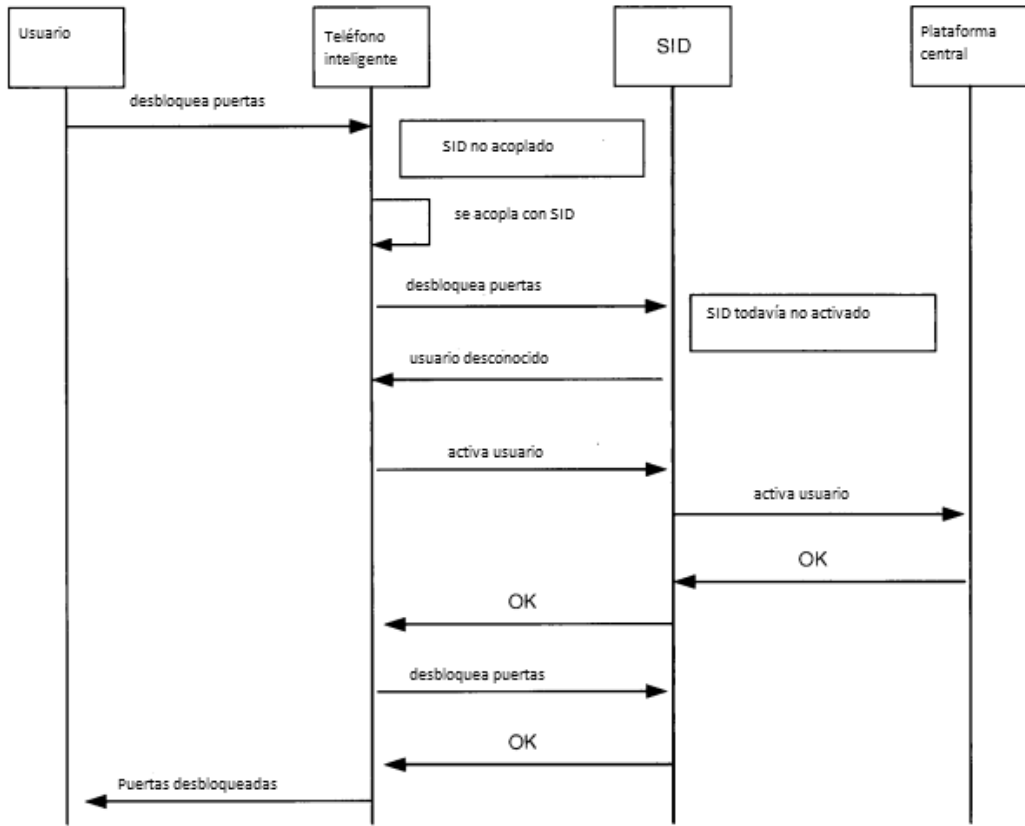 Usuario
Teléfono
inteligente
SID
Plataforma
central
desbloquea puertas
SID no acoplado
se acopla con SID
desbloquea puertas
SID todavía no activado
usuario desconocido
activa usuario
activa usuario
OK
OK
desbloquea puertas
OK
Puertas desbloqueadas